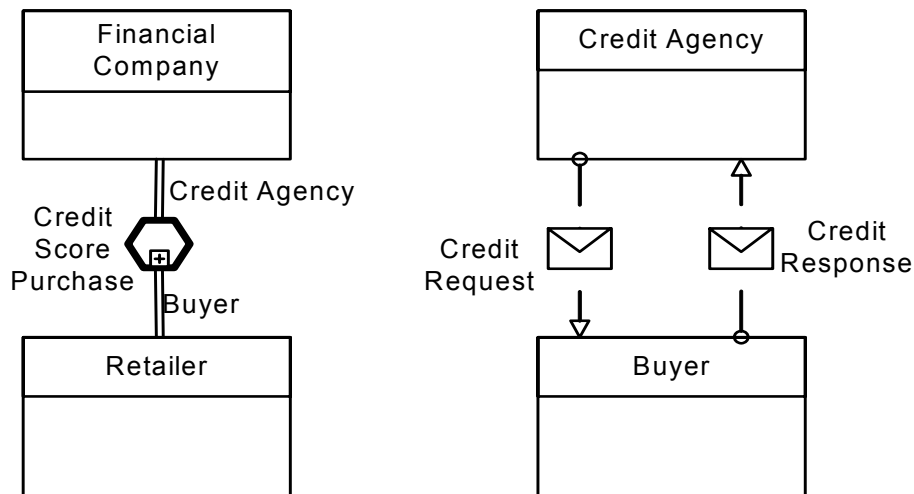 Financial
Company
Credit Agency
Credit
Score
Purchase
Buyer
Retailer
Credit Agency
Credit
Request
Credit
Response
Buyer